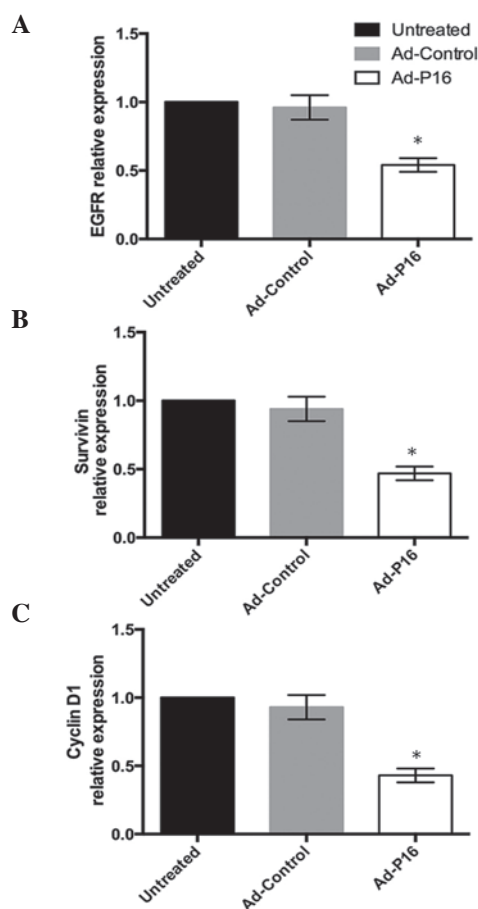 A
Untreated
Ad-Control
Ad-P16
EGFR relative expression
1.5
1.0
0.5
0.0
*
Untreated
Ad-Control
Ad-P16
B
Survivin
relative expression
1.5
1.0
0.5
0.0
*
Untreated
Ad-Control
Ad-P16
C
Cyclin D1
relative expression
1.5
1.0
0.5
0.0
*
Untreated
Ad-Control
Ad-P16